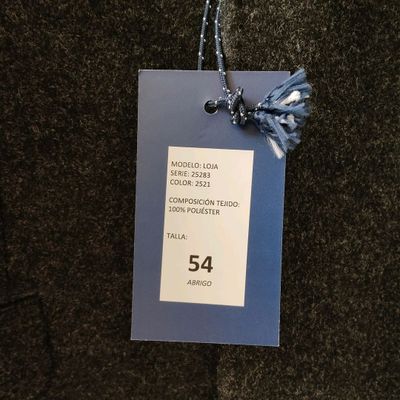 MODELO: LOJA
SERIE: 25283
COLOR: 2521
COMPOSICIÓN TEJIDO:
100% POLIÉSTER
TALLA:
54
ABRIGO